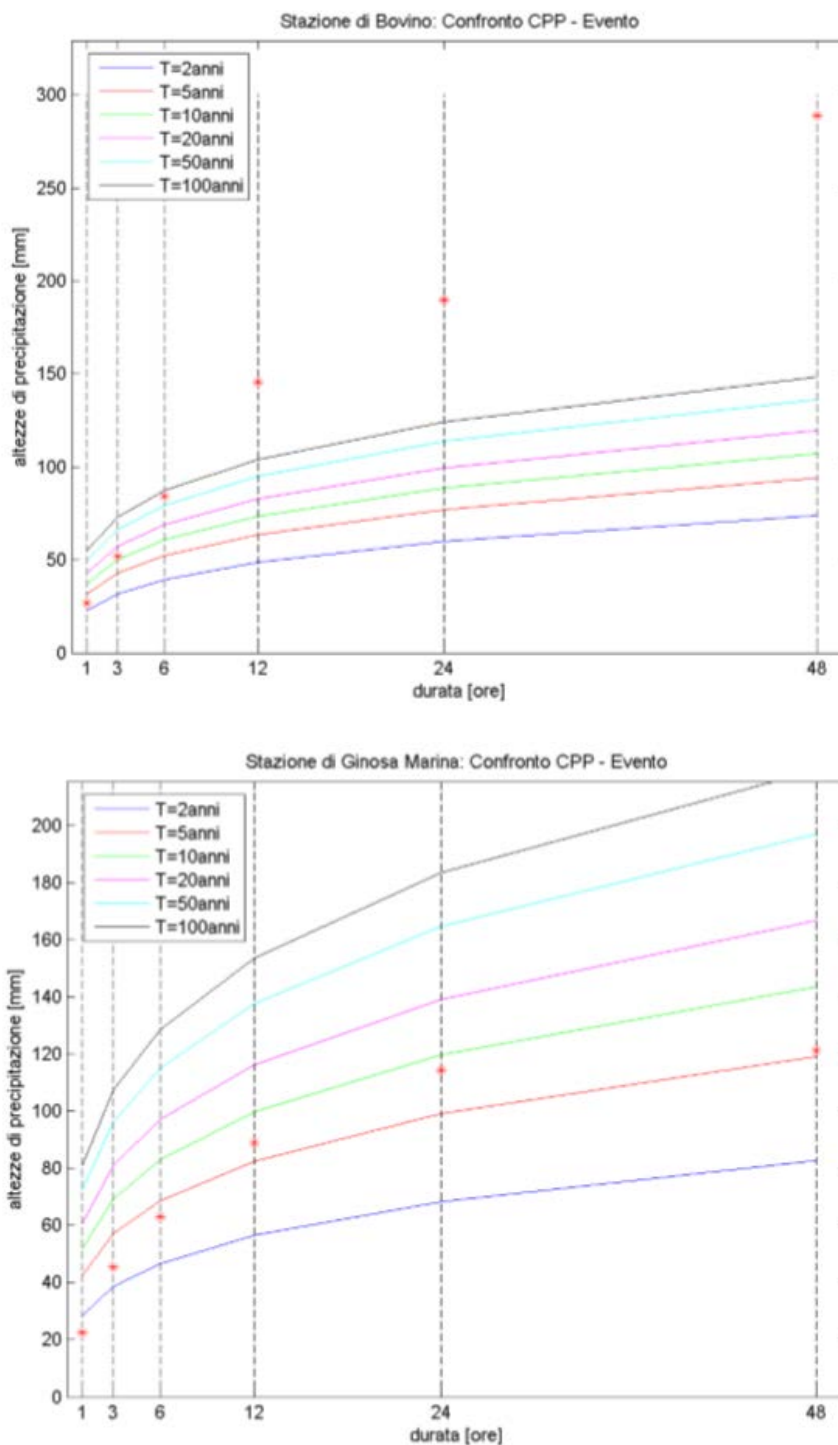 Stazione di Bovino: Confronto CPP - Evento
T=2anni
T=5anni
T=10anni
T=20anni
T=50anni
T=100anni
altezze di precipitazione [mm]
300
250
200
150
100
50
0
1 3 6 12 24 48
durata [ore]
Stazione di Ginosa Marina: Confronto CPP - Evento
T=2anni
T=5anni
T=10anni
T=20anni
T=50anni
T=100anni
altezze di precipitazione [mm]
200
180
160
140
120
100
80
60
40
20
0
1 3 6 12 24 48
durata [ore]